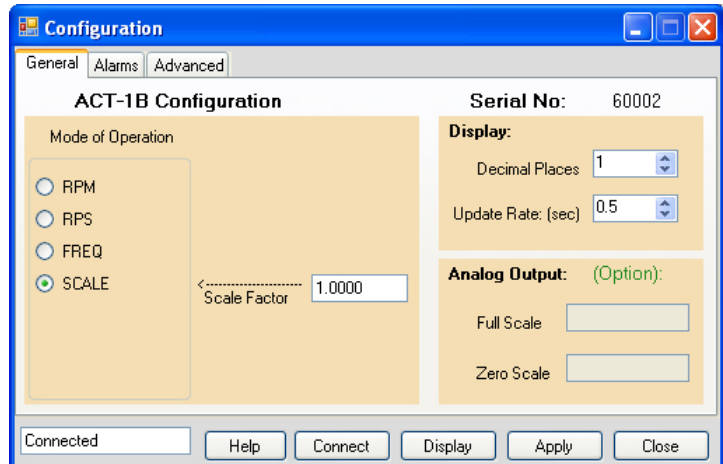 Configuration
General Alarms Advanced
ACT-1B Configuration
Serial No: 60002
Mode of Operation
RPM
RPS
FREQ
SCALE
<----------------------
Scale Factor
1.0000
Display:
Decimal Places 1
Update Rate: (sec) 0.5
Analog Output: (Option):
Full Scale
Zero Scale
Connected Help Connect Display Apply Close